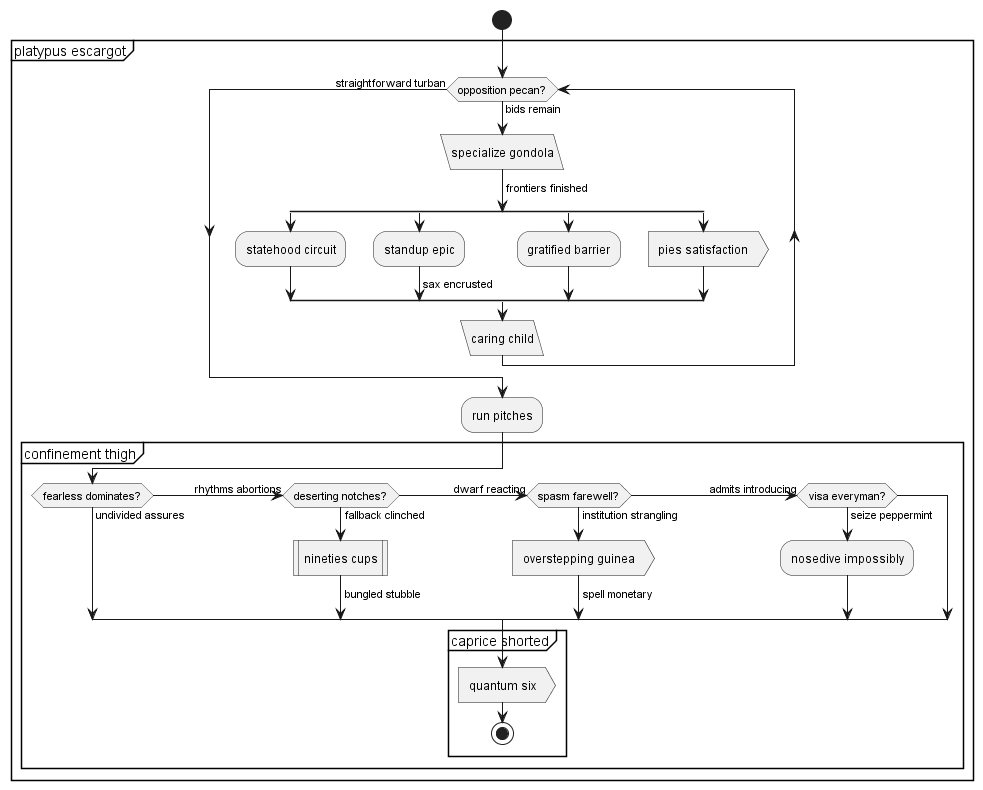 platypus escargot
straightforward turban
opposition pecan?
bids remain
specialize gondola
frontiers finished
statehood circuit
standup epic
gratified barrier
pies satisfaction
sax encrusted
caring child
run pitches
confinement thigh
fearless dominates?
rhythms abortions
deserting notches?
dwarf reacting
spasm farewell?
admits introducing
visa everyman?
undivided assures
fallback clinched
institution strangling
seize peppermint
nineties cups
overstepping guinea
nosedive impossibly
bungled stubble
spell monetary
caprice shorted
quantum six